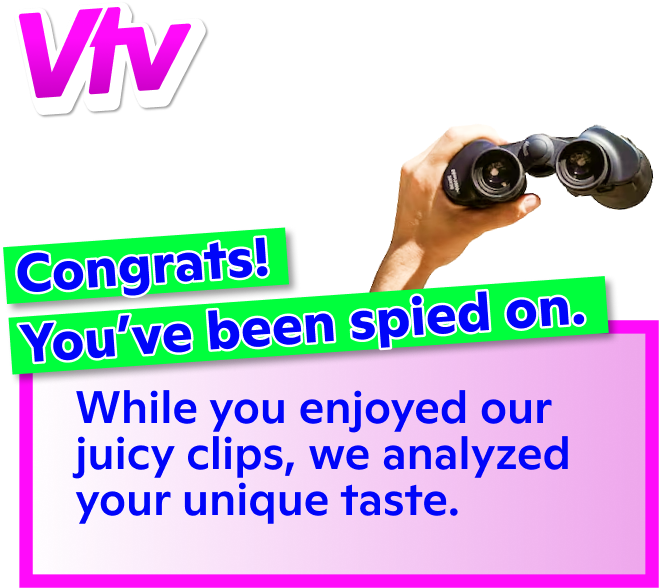 Vtv
Congrats!
You've been spied on.
While you enjoyed our
juicy clips, we analyzed
your unique taste.